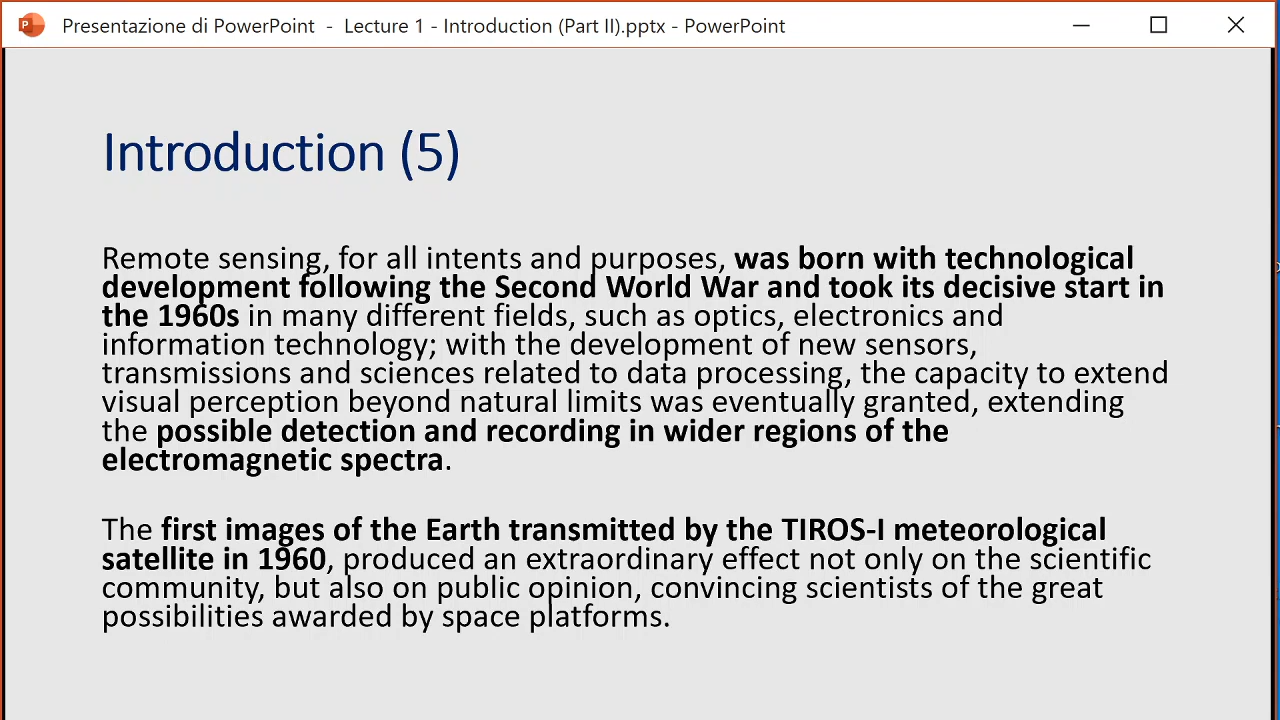 Presentazione di PowerPoint - Lecture 1 - Introduction (Part II).pptx - PowerPoint
Introduction (5)
Remote sensing, for all intents and purposes, was born with technological
development following the Second World War and took its decisive start in
the 1960s in many different fields, such as optics, electronics and
information technology; with the development of new sensors,
transmissions and sciences related to data processing, the capacity to extend
visual perception beyond natural limits was eventually granted, extending
the possible detection and recording in wider regions of the
electromagnetic spectra.
The first images of the Earth transmitted by the TIROS-I meteorological
satellite in 1960, produced an extraordinary effect not only on the scientific
community, but also on public opinion, convincing scientists of the great
possibilities awarded by space platforms.